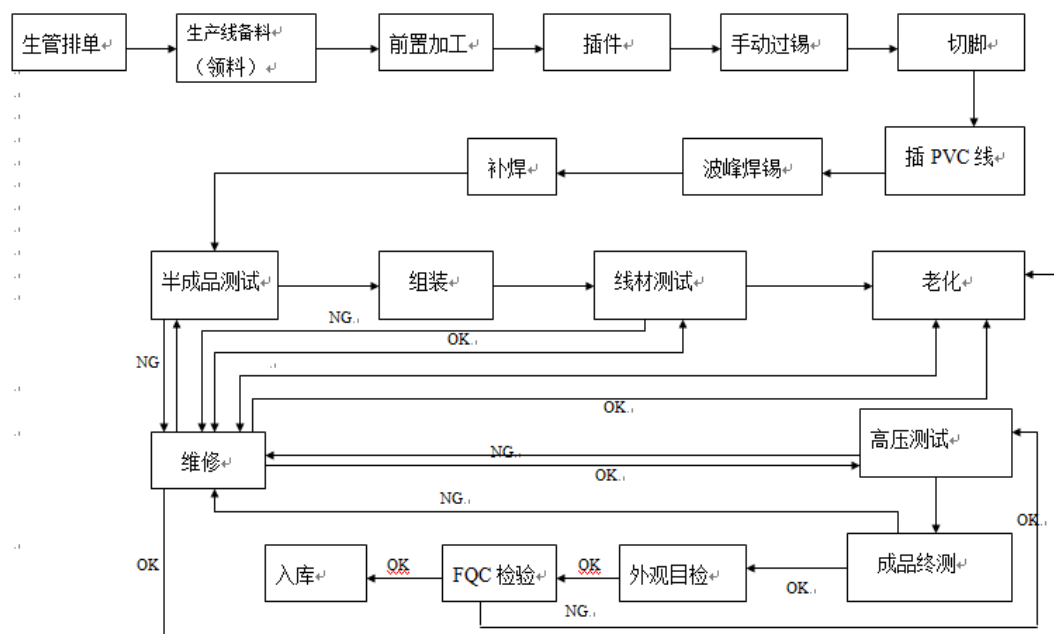 生管排单
生产线备料
（领料）
前置加工
插件
手动过锡
切脚
补焊
波峰焊锡
插 PVC 线
半成品测试
组装
线材测试
老化
NG.
OK.
NG
OK.
高压测试
维修
NG.
OK.
NG.
OK.
OK
入库
OK
FQC 检验
OK
外观目检
OK.
成品终测
NG.